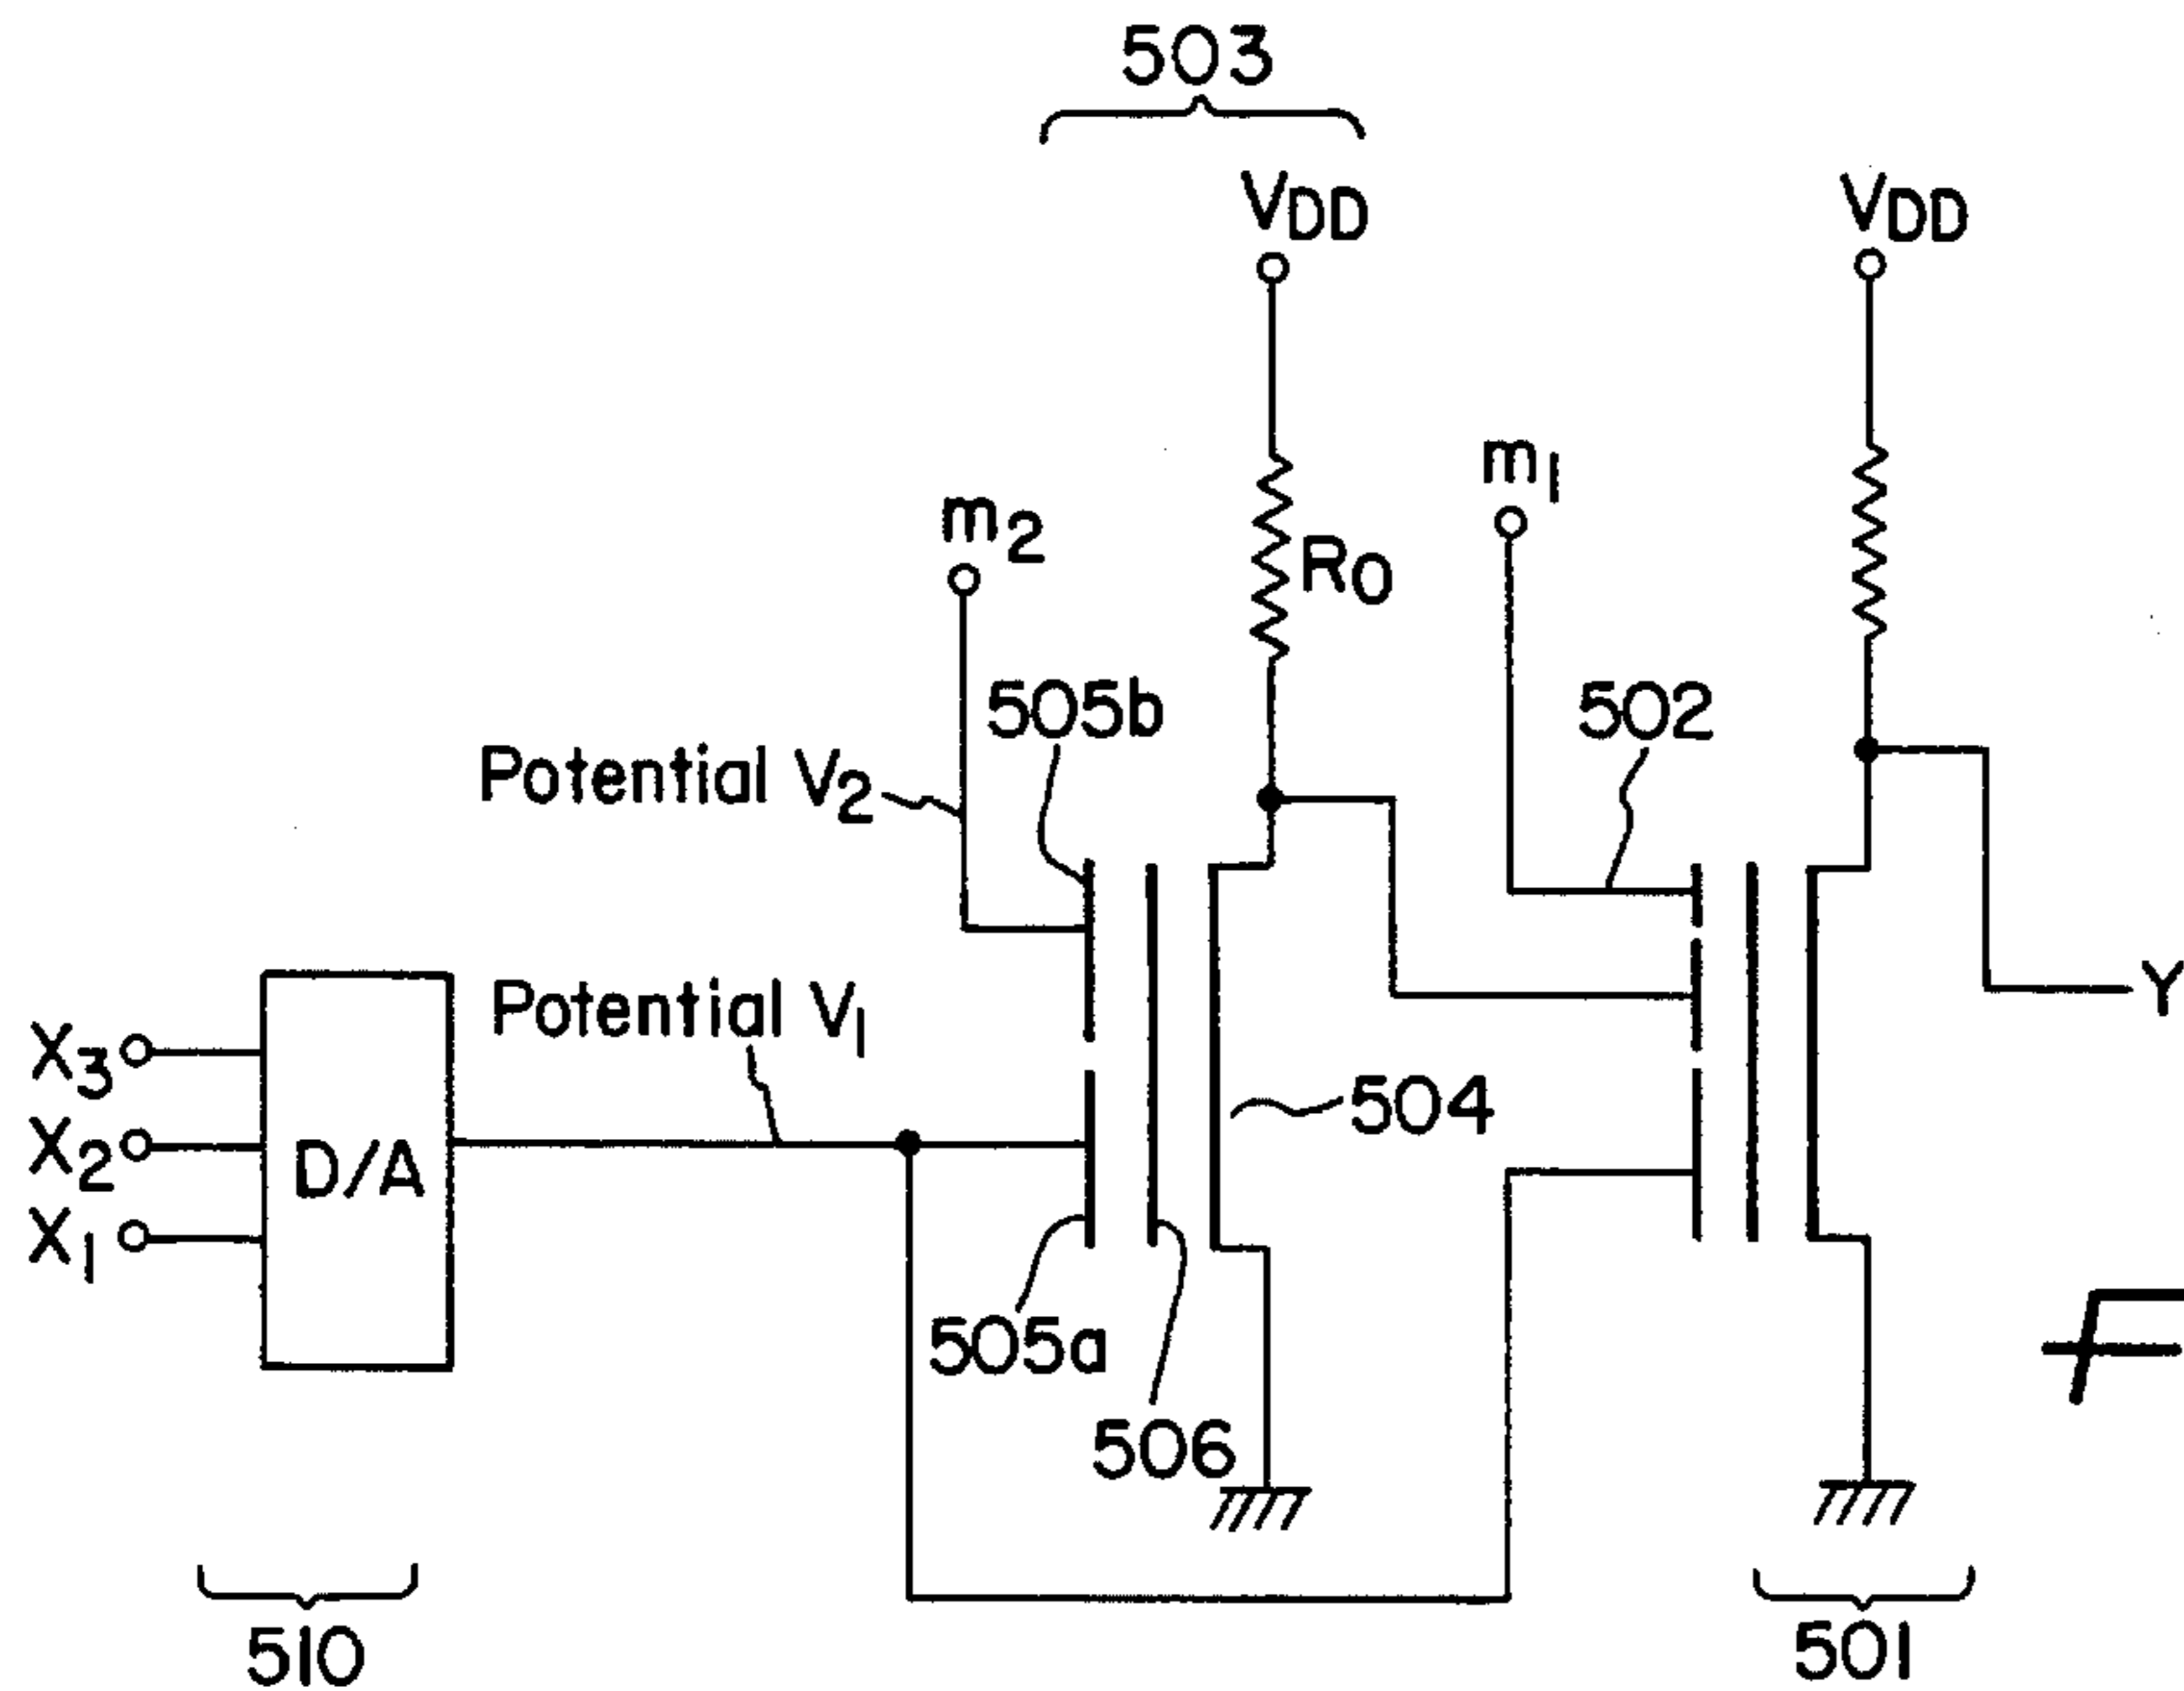 503
VDD
VDD
m1
m2
R0
505b
502
Potential V2
Potential V1
Y
X3
504
X2
D/A
X1
505a
506
510
501